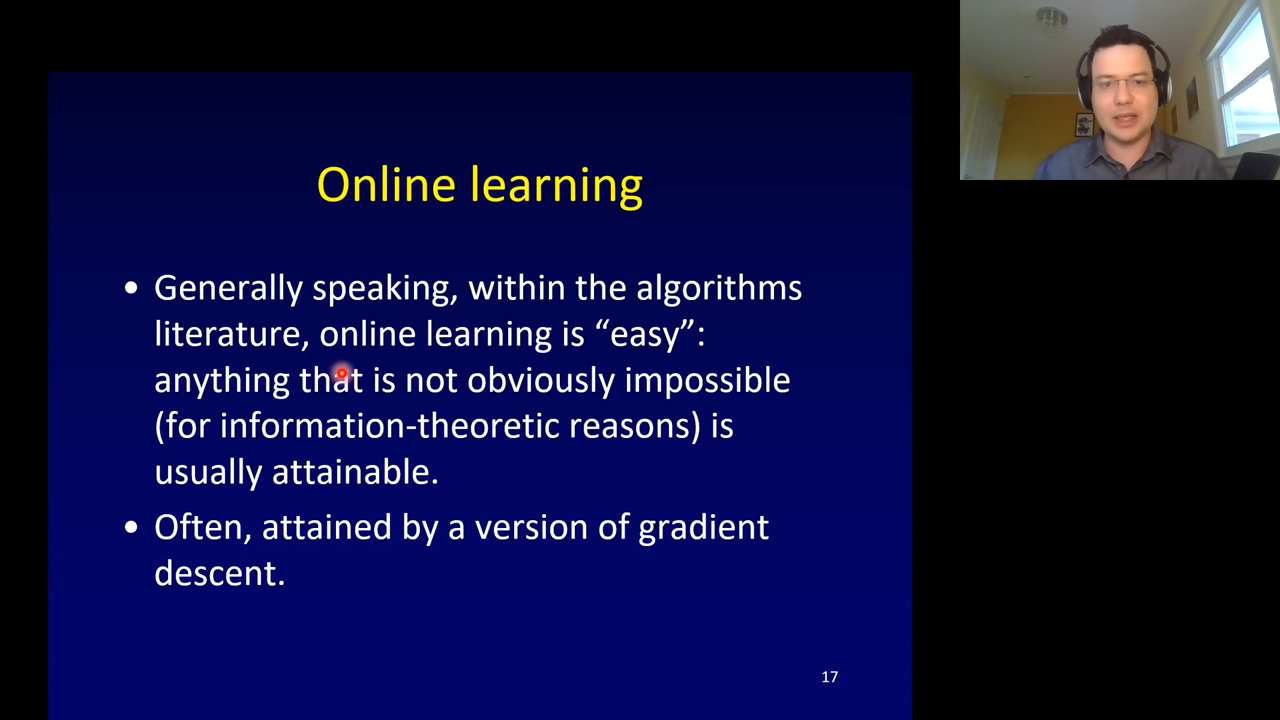 Online learning
• Generally speaking, within the algorithms
literature, online learning is “easy”:
anything that is not obviously impossible
(for information-theoretic reasons) is
usually attainable.
• Often, attained by a version of gradient
descent.
17